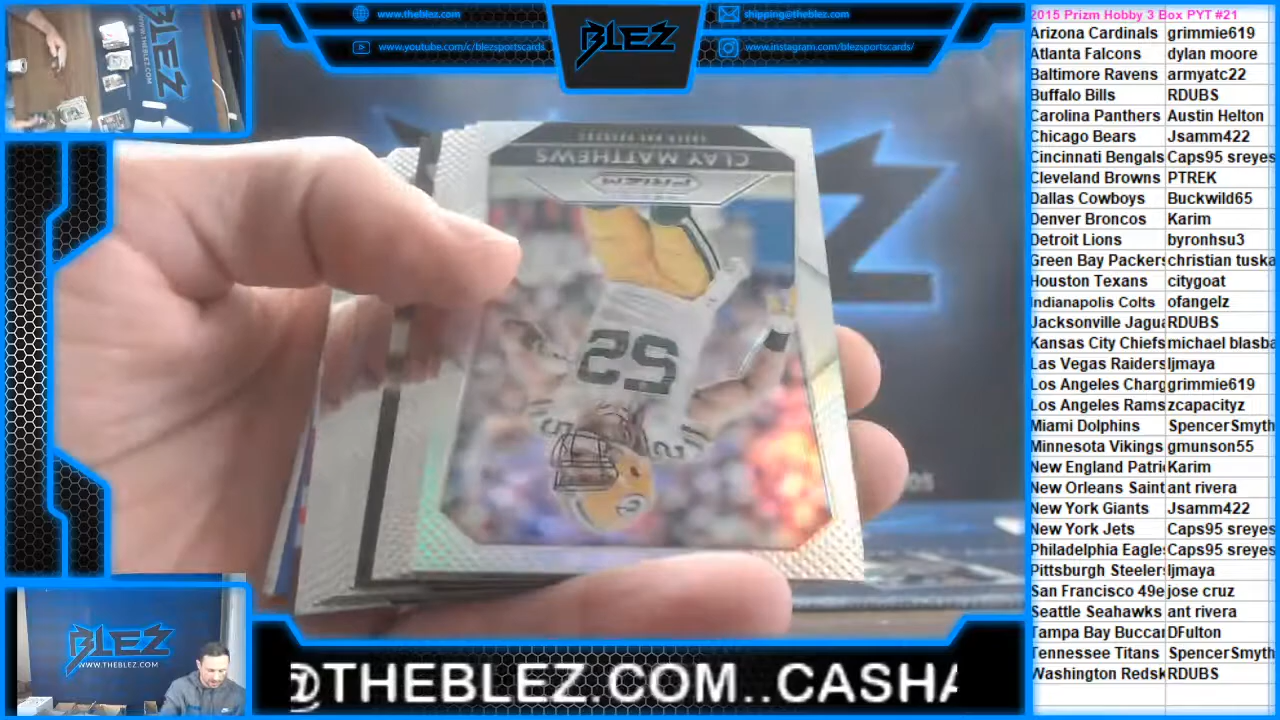 www.theblez.com
www.youtube.com/c/blezsportscards
BLEZ
shipping@theblez.com
www.instagram.com/blezsportscards/
2015 Prizm Hobby 3 Box PYT #21
Arizona Cardinals grimmie619
Atlanta Falcons dylan moore
Baltimore Ravens armyatc22
Buffalo Bills RDUBS
Carolina Panthers Austin Helton
Chicago Bears Jsamm422
Cincinnati Bengals Caps95 sreyes
Cleveland Browns PTREK
Dallas Cowboys Buckwild65
Denver Broncos Karim
Detroit Lions byronhsu3
Green Bay Packers christian tuska
Houston Texans citygoat
Indianapolis Colts ofangelz
Jacksonville Jagua RDUBS
Kansas City Chiefs michael blasba
Las Vegas Raiders ljmaya
Los Angeles Charg grimmie619
Los Angeles Rams zcapacityz
Miami Dolphins SpencerSmyth
Minnesota Vikings gmunson55
New England Patri Karim
New Orleans Saint ant rivera
New York Giants Jsamm422
New York Jets Caps95 sreyes
Philadelphia Eagle Caps95 sreyes
Pittsburgh Steelers ljmaya
San Francisco 49e jose cruz
Seattle Seahawks ant rivera
Tampa Bay Buccar DFulton
Tennessee Titans SpencerSmyth
Washington Redsk RDUBS
GREEN BAY PACKERS
CLAY MATTHEWS
PRIZM
52
BLEZ
WWW.THEBLEZ.COM
@THEBLEZ.COM..CASHA